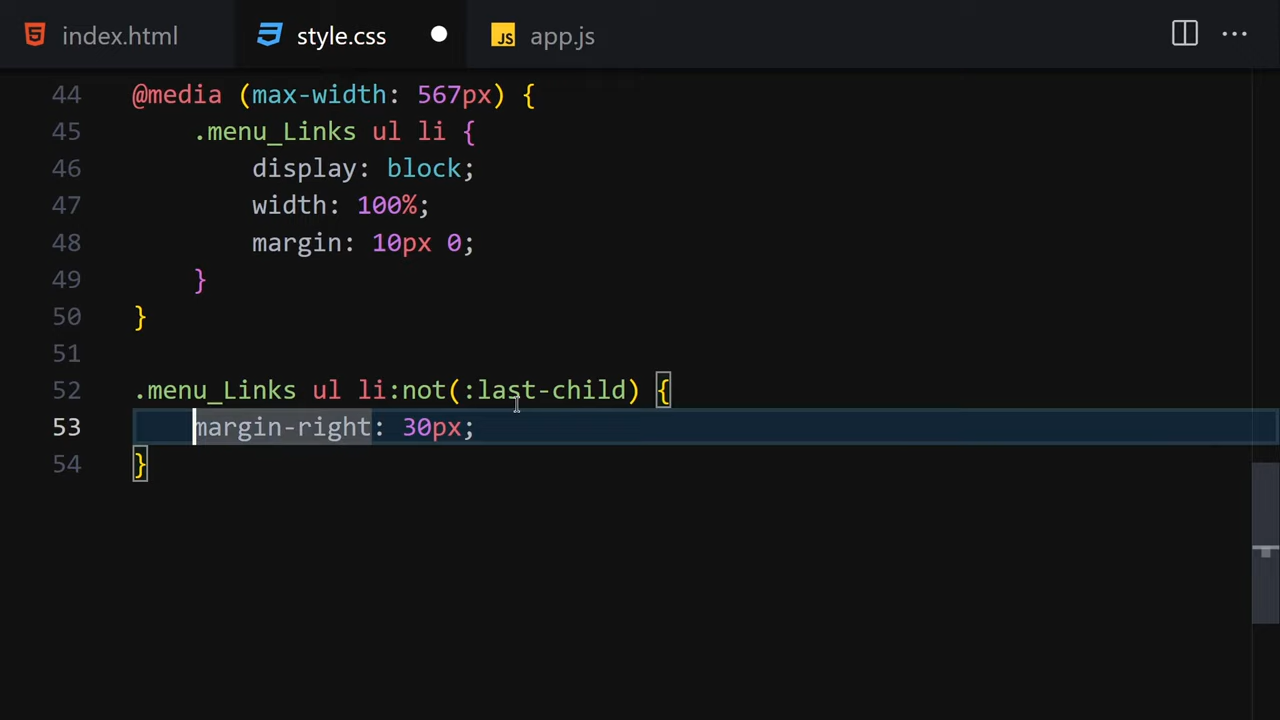 index.html style.css app.js
44 @media (max-width: 567px) {
45 .menu_Links ul li {
46 display: block;
47 width: 100%;
48 margin: 10px 0;
49 }
50 }
51
52 .menu_Links ul li:not(:last-child) {
53 margin-right: 30px;
54 }